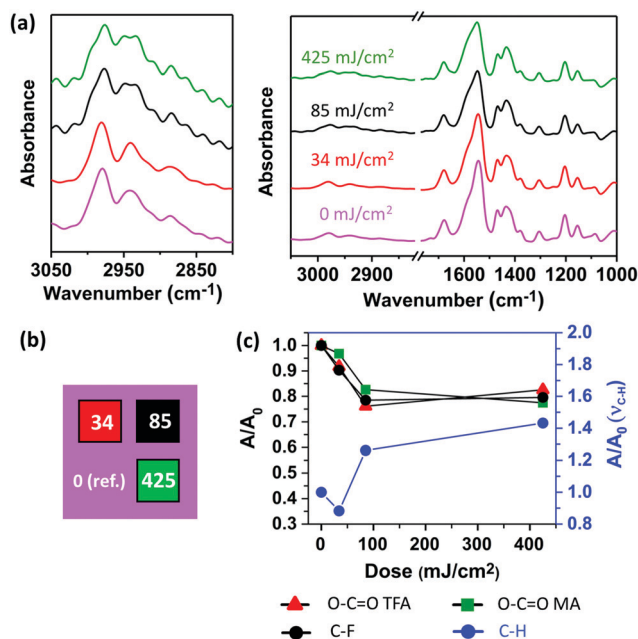 (a)
Absorbance
3050 2950 2850
Wavenumber (cm-1)
Absorbance
425 mJ/cm2
85 mJ/cm2
34 mJ/cm2
0 mJ/cm2
3000 2900 1600 1400 1200 1000
Wavenumber (cm-1)
(b)
34 85
0 (ref.) 425
(c)
A/A0
1.0
0.9
0.8
0.7
0.6
0.5
0.4
0.3
2.0
1.8
1.6
1.4
1.2
1.0
0.8
A/A0 (νC-H)
0 100 200 300 400
Dose (mJ/cm2)
O-C=O TFA O-C=O MA
C-F C-H